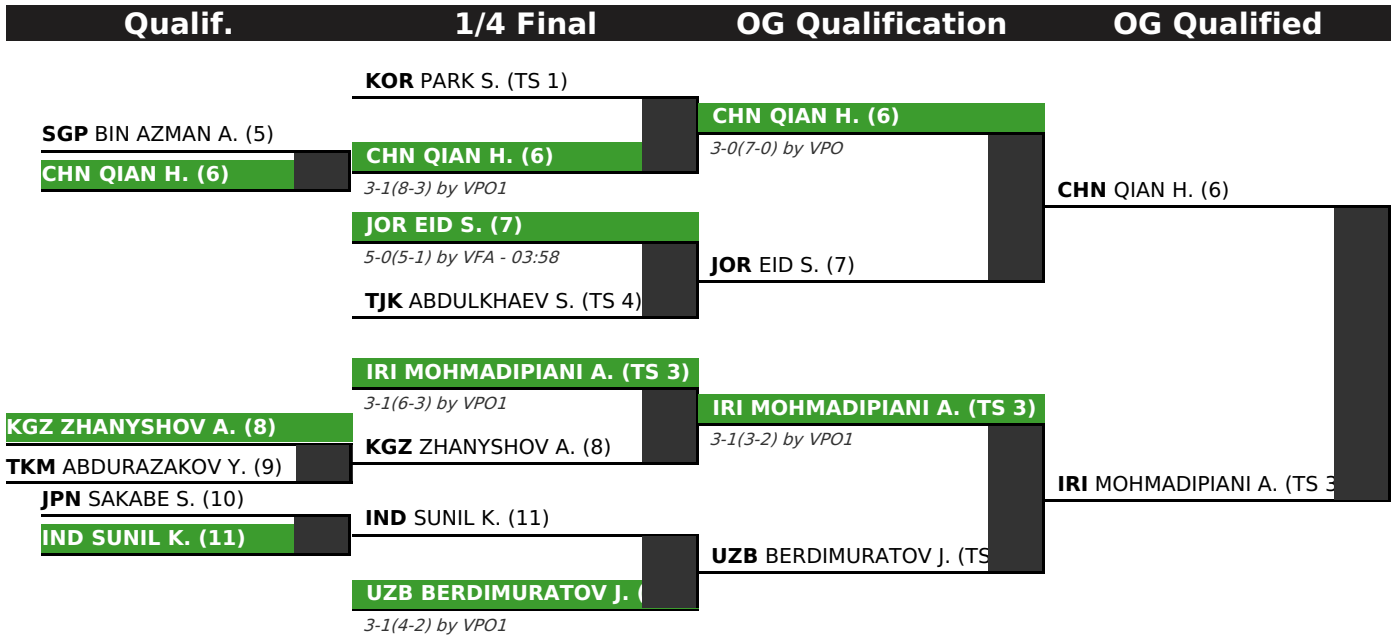 Qualif.
1/4 Final
OG Qualification
OG Qualified
SGP BIN AZMAN A. (5)
CHN QIAN H. (6)
KGZ ZHANYSHOV A. (8)
TKM ABDURAZAKOV Y. (9)
JPN SAKABE S. (10)
IND SUNIL K. (11)
KOR PARK S. (TS 1)
CHN QIAN H. (6)
3-1(8-3) by VPO1
JOR EID S. (7)
5-0(5-1) by VFA - 03:58
TJK ABDULKHAEV S. (TS 4)
IRI MOHMADIPIANI A. (TS 3)
3-1(6-3) by VPO1
KGZ ZHANYSHOV A. (8)
IND SUNIL K. (11)
UZB BERDIMURATOV J. (
3-1(4-2) by VPO1
CHN QIAN H. (6)
3-0(7-0) by VPO
JOR EID S. (7)
IRI MOHMADIPIANI A. (TS 3)
3-1(3-2) by VPO1
UZB BERDIMURATOV J. (TS
CHN QIAN H. (6)
IRI MOHMADIPIANI A. (TS 3